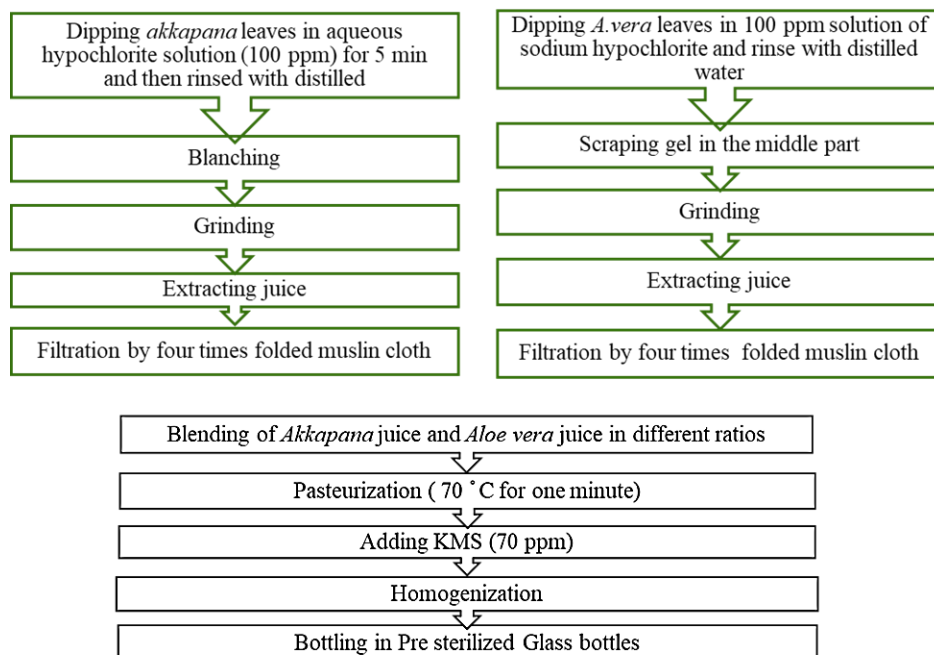 Dipping akkapana leaves in aqueous
hypochlorite solution (100 ppm) for 5 min
and then rinsed with distilled
Blanching
Grinding
Extracting juice
Filtration by four times folded muslin cloth
Dipping A.vera leaves in 100 ppm solution of
sodium hypochlorite and rinse with distilled
water
Scraping gel in the middle part
Grinding
Extracting juice
Filtration by four times folded muslin cloth
Blending of Akkapana juice and Aloe vera juice in different ratios
Pasteurization ( 70 ˚C for one minute)
Adding KMS (70 ppm)
Homogenization
Bottling in Pre sterilized Glass bottles